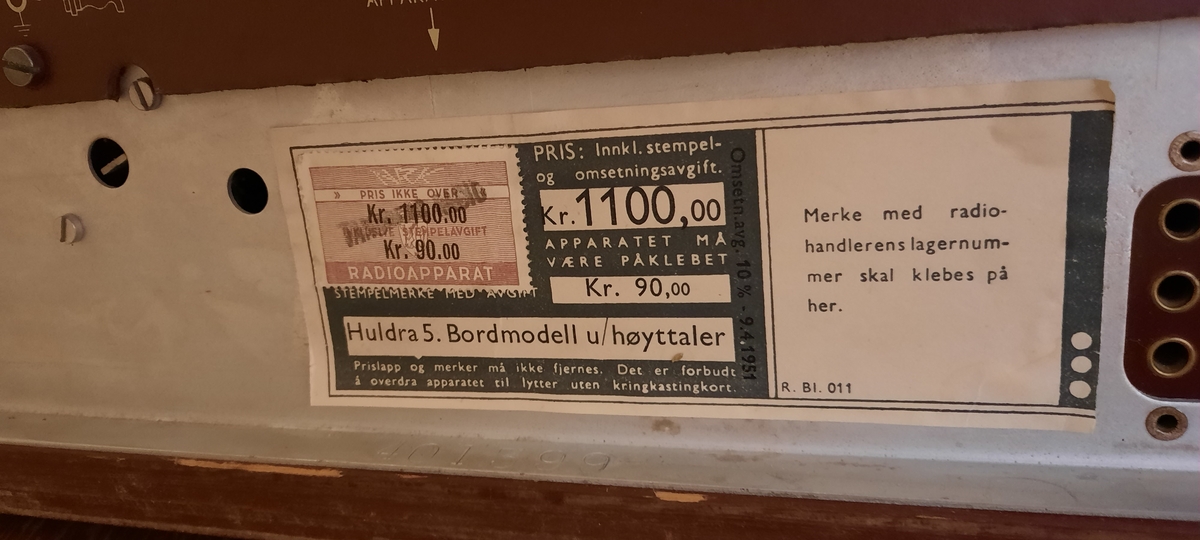 » PRIS IKKE OVER
Kr. 1100.00
STEMPELAVGIFT
Kr. 90.00
RADIOAPPARAT
STEMPELMERKE MED AVGIFT
PRIS: Innkl. stempel-
og omsetningsavgift.
Kr. 1100,00
APPARATET MÅ
VÆRE PÅKLEBET
Kr. 90,00
Huldra 5. Bordmodell u/høyttaler
Prislapp og merker må ikke fjernes. Det er forbudt
å overdra apparatet til lytter uten kringkastingkort.
Omsetn.avg. 10 % - 9.4.1951
Merke med radio-
handlerens lagernum-
mer skal klebes på
her.
R. Bl. 011